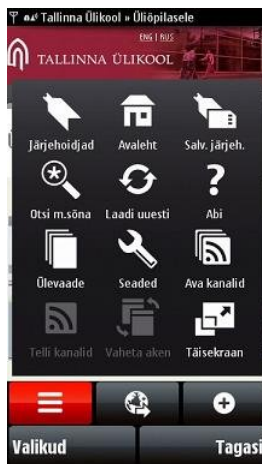 Tallinna Ülikool » Üliõpilasele
ENG | RUS
TALLINNA ÜLIKOOL
Järjehoidjad Avaleht Salv. järjeh.
Otsi m.sõna Laadi uuesti Abi
Ülevaade Seaded Ava kanalid
Telli kanalid Vaheta aken Täisekraan
Valikud Tagasi